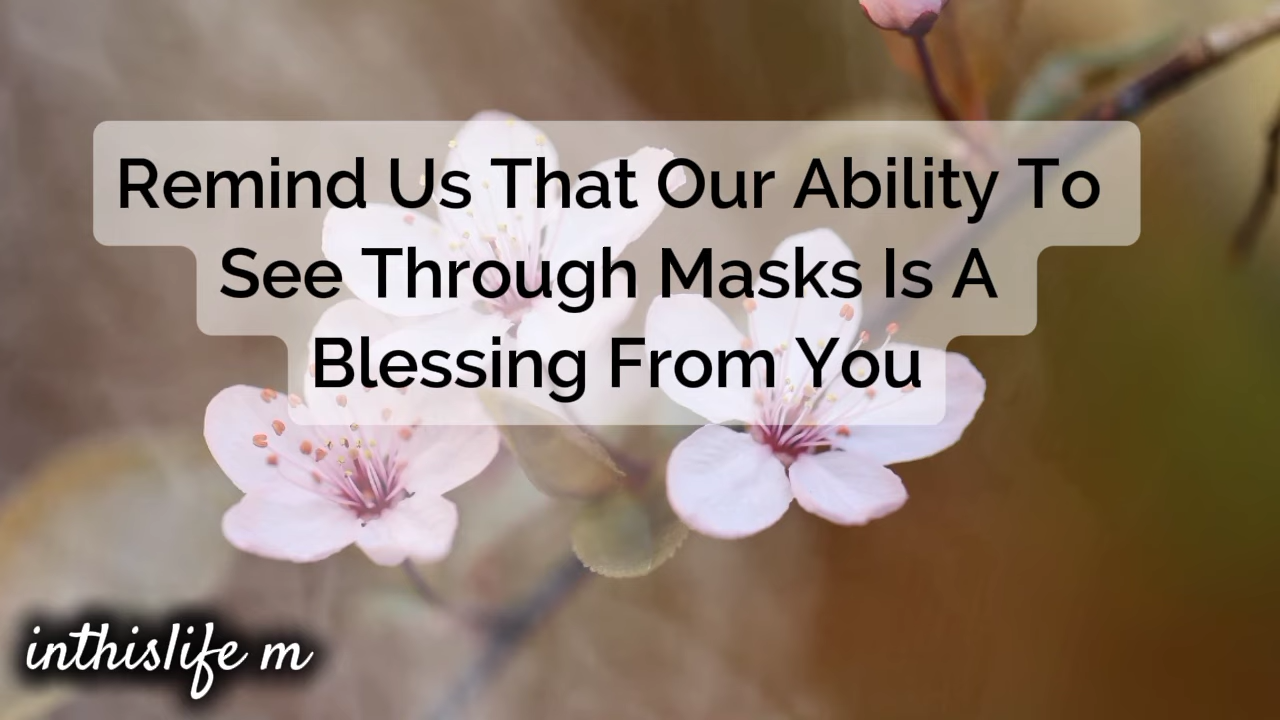 Remind Us That Our Ability To
See Through Masks Is A
Blessing From You
inthislife m